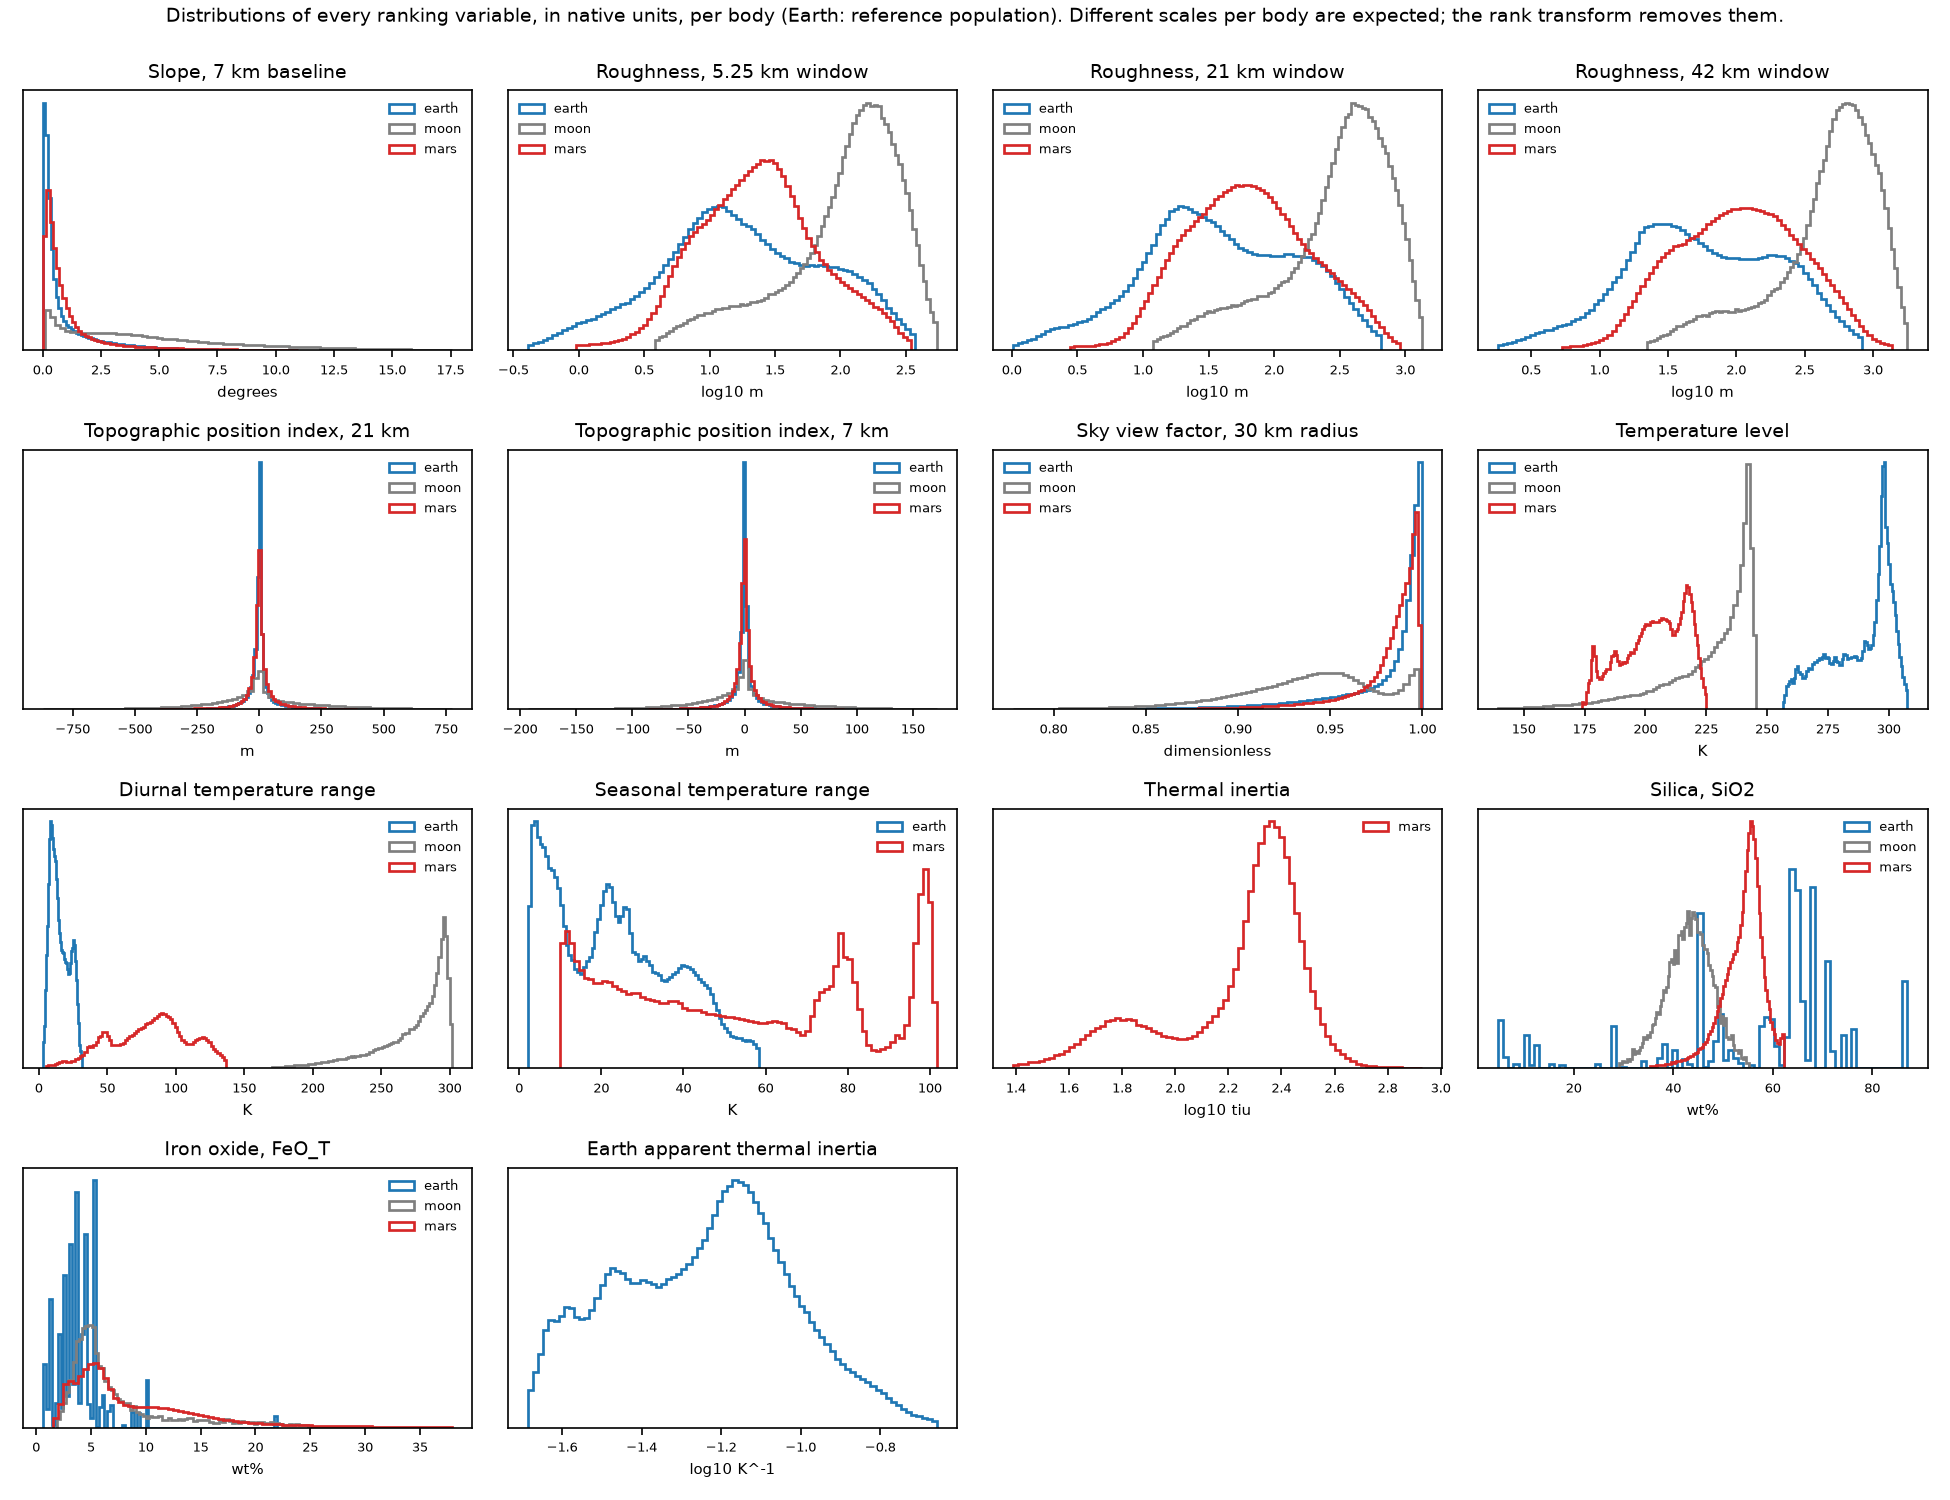 Distributions of every ranking variable, in native units, per body (Earth: reference population). Different scales per body are expected; the rank transform removes them.
Slope, 7 km baseline
earth
moon
mars
0.0 2.5 5.0 7.5 10.0 12.5 15.0 17.5
degrees
Roughness, 5.25 km window
earth
moon
mars
−0.5 0.0 0.5 1.0 1.5 2.0 2.5
log10 m
Roughness, 21 km window
earth
moon
mars
0.0 0.5 1.0 1.5 2.0 2.5 3.0
log10 m
Roughness, 42 km window
earth
moon
mars
0.5 1.0 1.5 2.0 2.5 3.0
log10 m
Topographic position index, 21 km
earth
moon
mars
−750 −500 −250 0 250 500 750
m
Topographic position index, 7 km
earth
moon
mars
−200 −150 −100 −50 0 50 100 150
m
Sky view factor, 30 km radius
earth
moon
mars
0.80 0.85 0.90 0.95 1.00
dimensionless
Temperature level
earth
moon
mars
150 175 200 225 250 275 300
K
Diurnal temperature range
earth
moon
mars
0 50 100 150 200 250 300
K
Seasonal temperature range
earth
mars
0 20 40 60 80 100
K
Thermal inertia
mars
1.4 1.6 1.8 2.0 2.2 2.4 2.6 2.8 3.0
log10 tiu
Silica, SiO2
earth
moon
mars
20 40 60 80
wt%
Iron oxide, FeO_T
earth
moon
mars
0 5 10 15 20 25 30 35
wt%
Earth apparent thermal inertia
−1.6 −1.4 −1.2 −1.0 −0.8
log10 K^-1